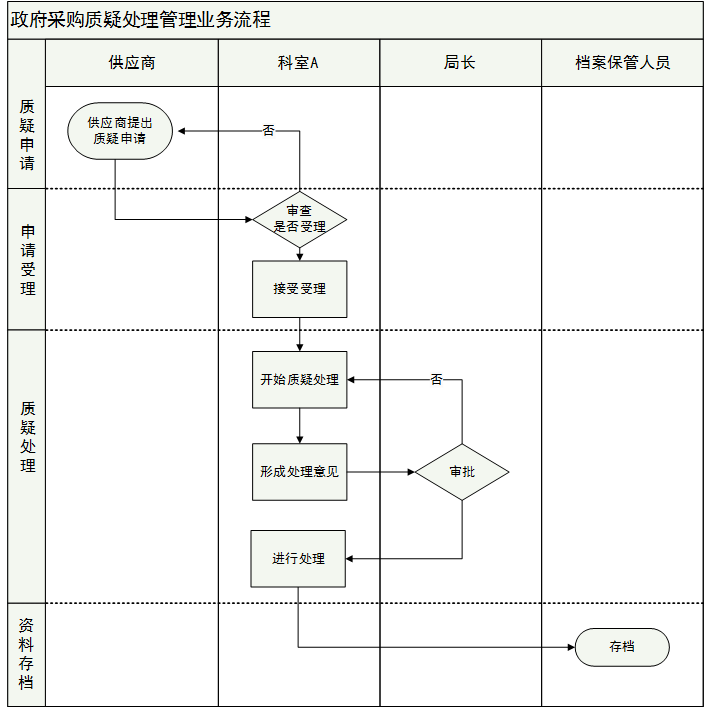 政府采购质疑处理管理业务流程
供应商
科室A
局长
档案保管人员
质疑申请
供应商提出
质疑申请
否
申请受理
审查
是否受理
接受受理
质疑处理
开始质疑处理
否
形成处理意见
审批
进行处理
资料存档
存档